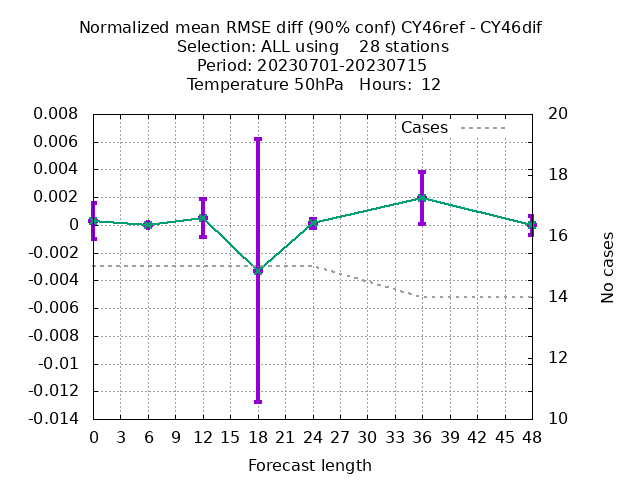 Normalized mean RMSE diff (90% conf) CY46ref - CY46dif
Selection: ALL using    28 stations
Period: 20230701-20230715
Temperature 50hPa   Hours:  12
Cases
0.008
0.006
0.004
0.002
0
-0.002
-0.004
-0.006
-0.008
-0.01
-0.012
-0.014
20
18
16
14
12
10
No cases
0 3 6 9 12 15 18 21 24 27 30 33 36 39 42 45 48
Forecast length